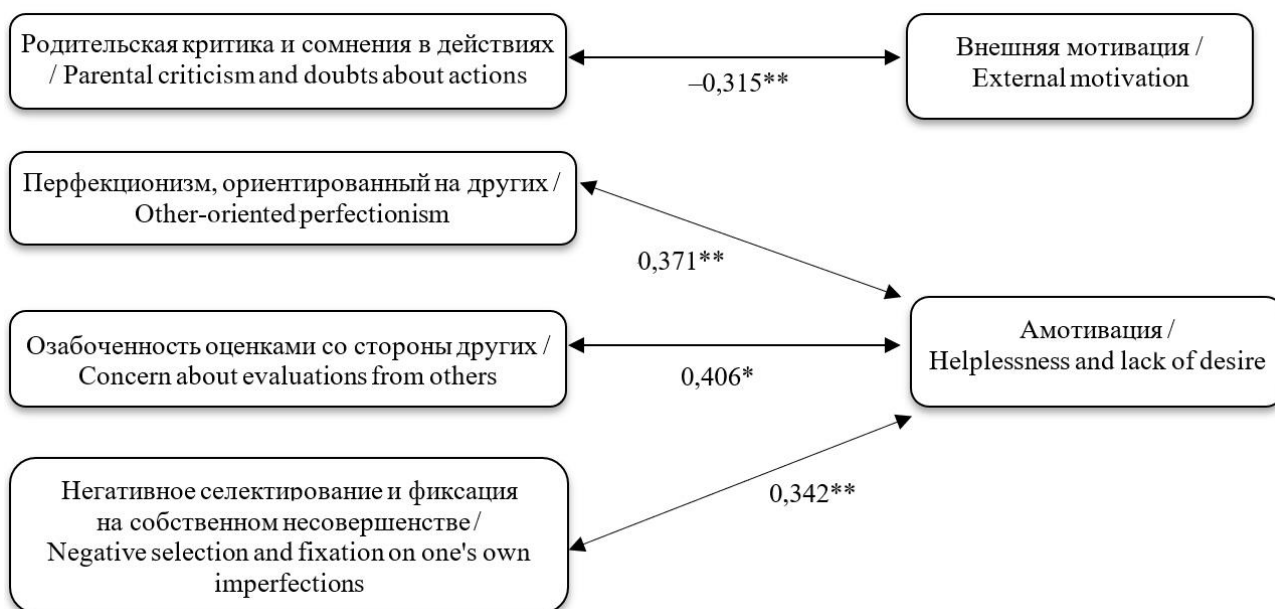 Родительская критика и сомнения в действиях
/ Parental criticism and doubts about actions
–0,315**
Внешняя мотивация /
External motivation
Перфекционизм, ориентированный на других /
Other-oriented perfectionism
0,371**
Озабоченность оценками со стороны других /
Concern about evaluations from others
0,406*
Амотивация /
Helplessness and lack of desire
Негативное селектирование и фиксация
на собственном несовершенстве /
Negative selection and fixation on one's own
imperfections
0,342**